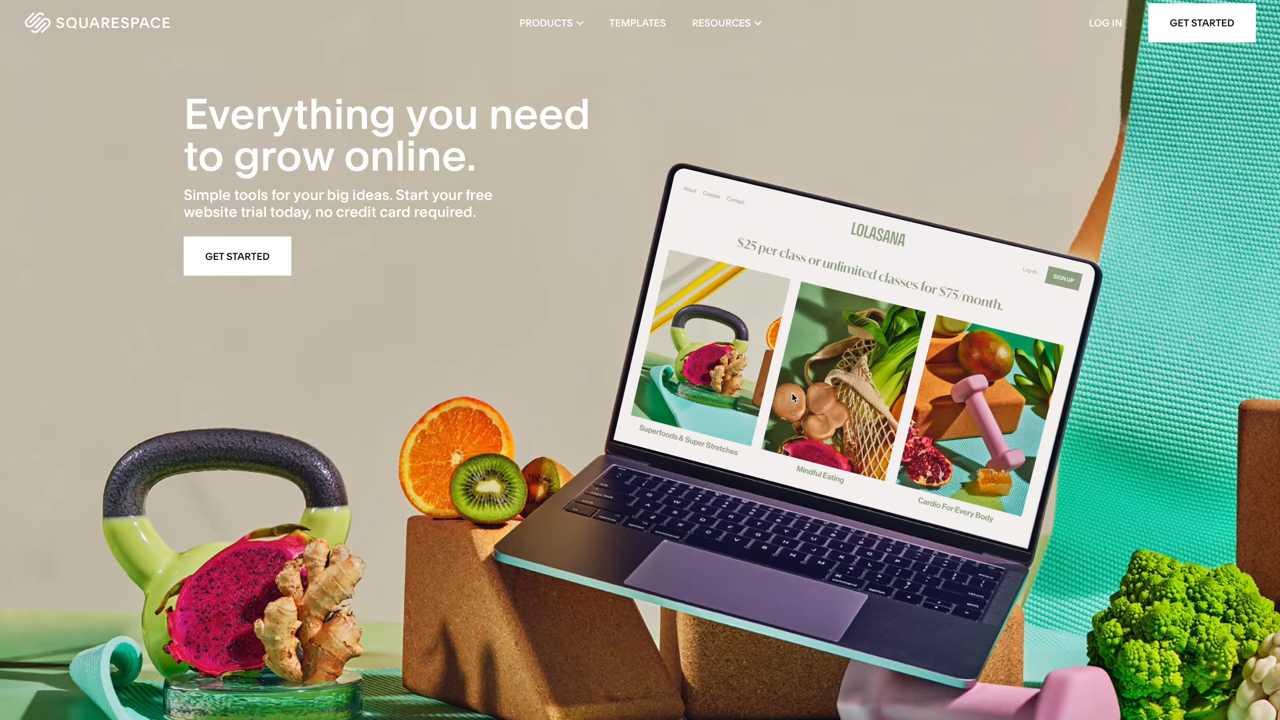 SQUARESPACE
PRODUCTS
TEMPLATES
RESOURCES
LOG IN
GET STARTED
Everything you need
to grow online.
Simple tools for your big ideas. Start your free
website trial today, no credit card required.
GET STARTED
About Classes Contact
LOLASANA
Log-in
SIGN UP
$25 per class or unlimited classes for $75/month.
Superfoods & Super Stretches
Mindful Eating
Cardio For Every Body